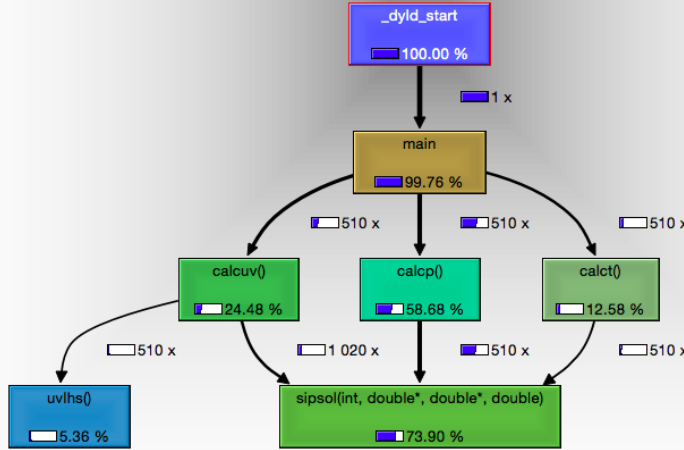 _dyld_start
100.00 %
1 x
main
99.76 %
510 x
510 x
510 x
calcuv()
24.48 %
calcp()
58.68 %
calct()
12.58 %
510 x
1 020 x
510 x
510 x
uvlhs()
5.36 %
sipsol(int, double*, double*, double)
73.90 %